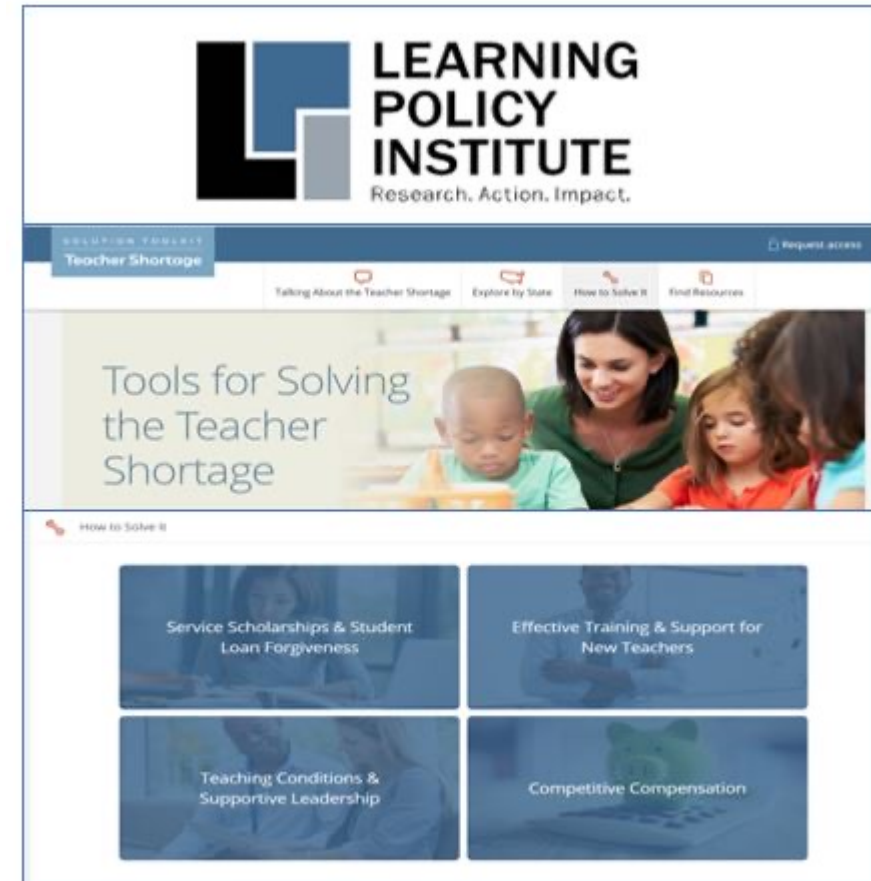 LEARNING
POLICY
INSTITUTE
Research. Action. Impact.
SOLUTION TOOLKIT
Teacher Shortage
Request access
Talking About the Teacher Shortage
Explore by State
How to Solve It
Find Resources
Tools for Solving
the Teacher
Shortage
How to Solve It
Service Scholarships & Student
Loan Forgiveness
Effective Training & Support for
New Teachers
Teaching Conditions &
Supportive Leadership
Competitive Compensation